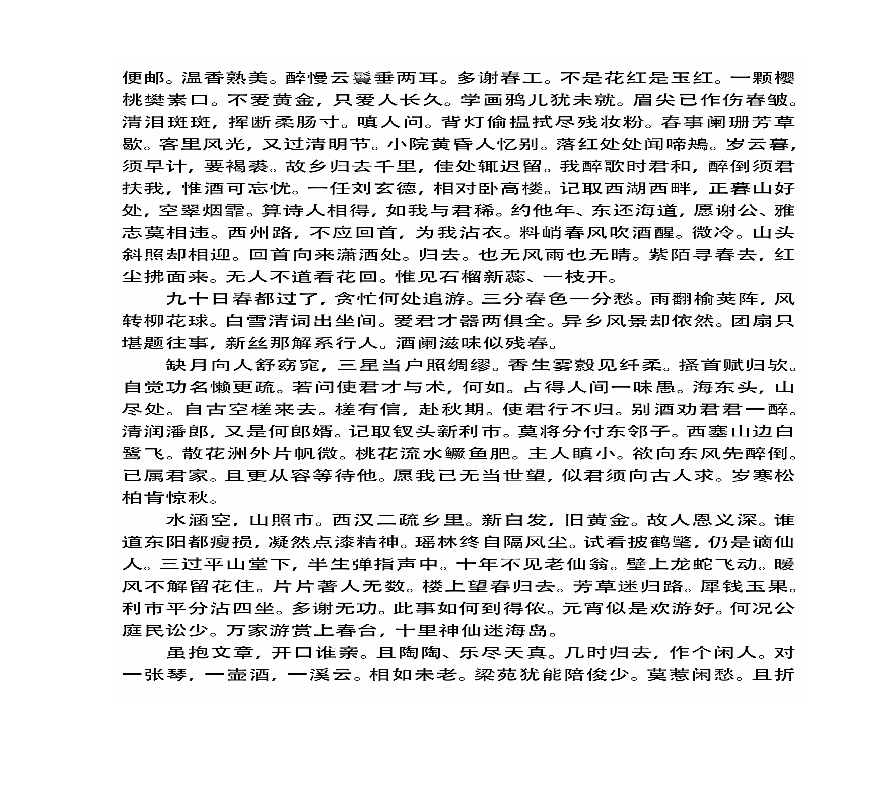 便邮。温香熟美。醉慢云鬟垂两耳。多谢春工。不是花红是玉红。一颗樱
桃樊素口。不爱黄金，只爱人长久。学画鸦儿犹未就。眉尖已作伤春皱。
清泪斑斑，挥断柔肠寸。嗔人问。背灯偷揾拭尽残妆粉。春事阑珊芳草
歇。客里风光，又过清明节。小院黄昏人忆别。落红处处闻啼鴂。岁云暮，
须早计，要褐裘。故乡归去千里，佳处辄迟留。我醉歌时君和，醉倒须君
扶我，惟酒可忘忧。一任刘玄德，相对卧高楼。记取西湖西畔，正暮山好
处，空翠烟霏。算诗人相得，如我与君稀。约他年、东还海道，愿谢公、雅
志莫相违。西州路，不应回首，为我沾衣。料峭春风吹酒醒。微冷。山头
斜照却相迎。回首向来潇洒处。归去。也无风雨也无晴。紫陌寻春去，红
尘拂面来。无人不道看花回。惟见石榴新蕊、一枝开。
九十日春都过了，贪忙何处追游。三分春色一分愁。雨翻榆荚阵，风
转柳花球。白雪清词出坐间。爱君才器两俱全。异乡风景却依然。团扇只
堪题往事，新丝那解系行人。酒阑滋味似残春。
缺月向人舒窈窕，三星当户照绸缪。香生雾縠见纤柔。搔首赋归欤。
自觉功名懒更疏。若问使君才与术，何如。占得人间一味愚。海东头，山
尽处。自古空槎来去。槎有信，赴秋期。使君行不归。别酒劝君君一醉。
清润潘郎，又是何郎婿。记取钗头新利市。莫将分付东邻子。西塞山边白
鹭飞。散花洲外片帆微。桃花流水鳜鱼肥。主人瞋小。欲向东风先醉倒。
已属君家。且更从容等待他。愿我已无当世望，似君须向古人求。岁寒松
柏肯惊秋。
水涵空，山照市。西汉二疏乡里。新白发，旧黄金。故人恩义深。谁
道东阳都瘦损，凝然点漆精神。瑶林终自隔风尘。试看披鹤氅，仍是谪仙
人。三过平山堂下，半生弹指声中。十年不见老仙翁。壁上龙蛇飞动。暖
风不解留花住。片片著人无数。楼上望春归去。芳草迷归路。犀钱玉果。
利市平分沾四坐。多谢无功。此事如何到得侬。元宵似是欢游好。何况公
庭民讼少。万家游赏上春台，十里神仙迷海岛。
虽抱文章，开口谁亲。且陶陶、乐尽天真。几时归去，作个闲人。对
一张琴，一壶酒，一溪云。相如未老。梁苑犹能陪俊少。莫惹闲愁。且折